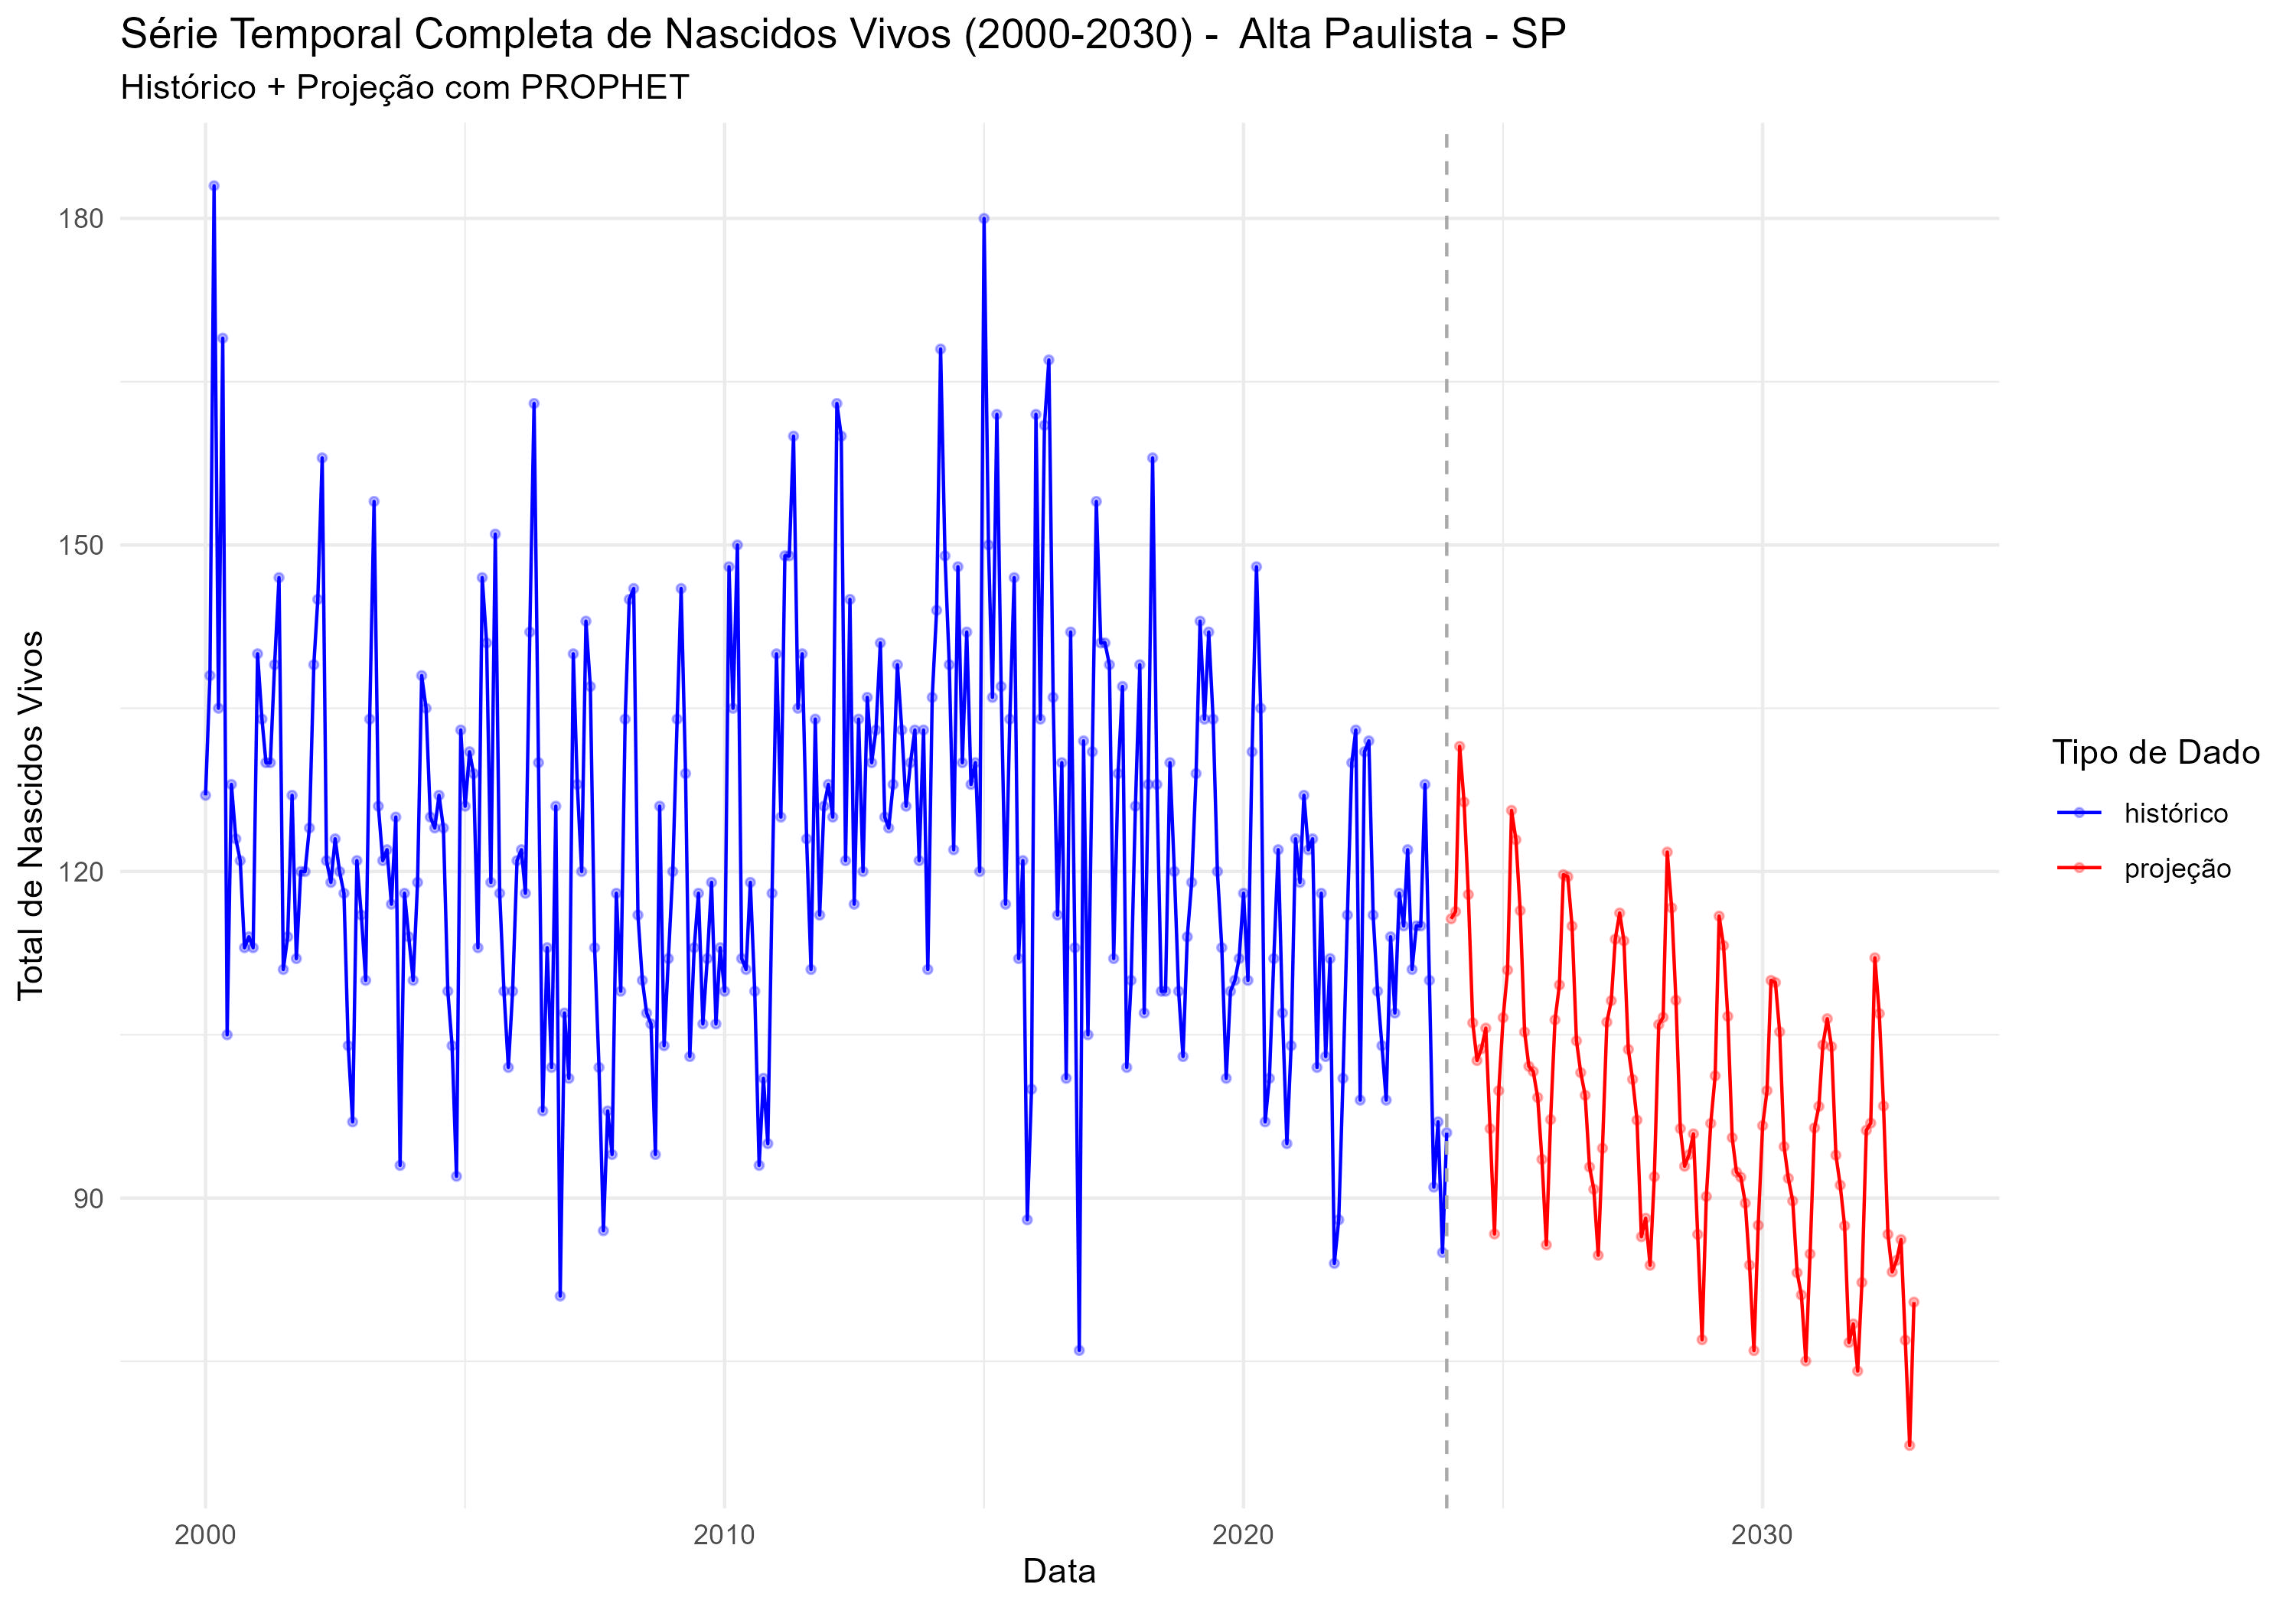 Série Temporal Completa de Nascidos Vivos (2000-2030) -  Alta Paulista - SP
Histórico + Projeção com PROPHET
Total de Nascidos Vivos
180
150
120
90
2000
2010
2020
2030
Data
Tipo de Dado
histórico
projeção